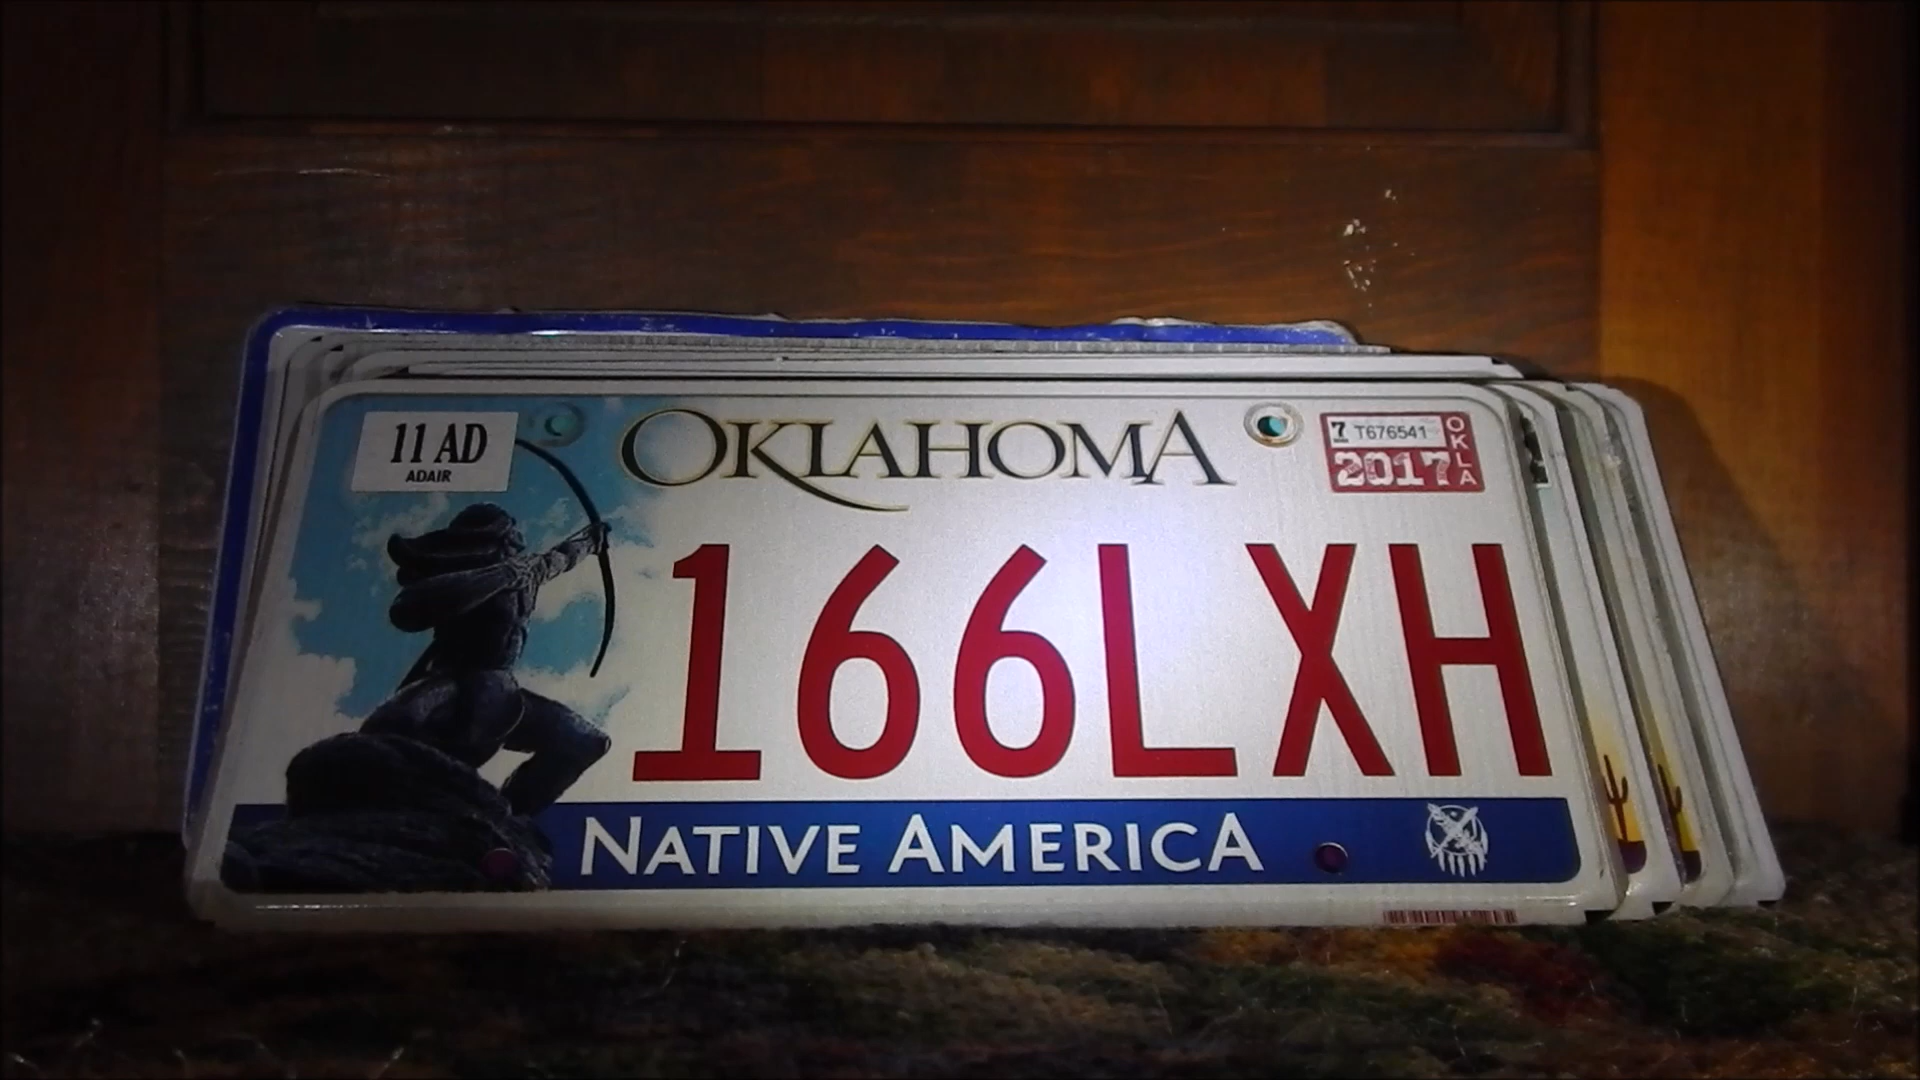 11 AD
ADAIR
OKLAHOMA
7 T676541
2017
OKLA
166LXH
NATIVE AMERICA